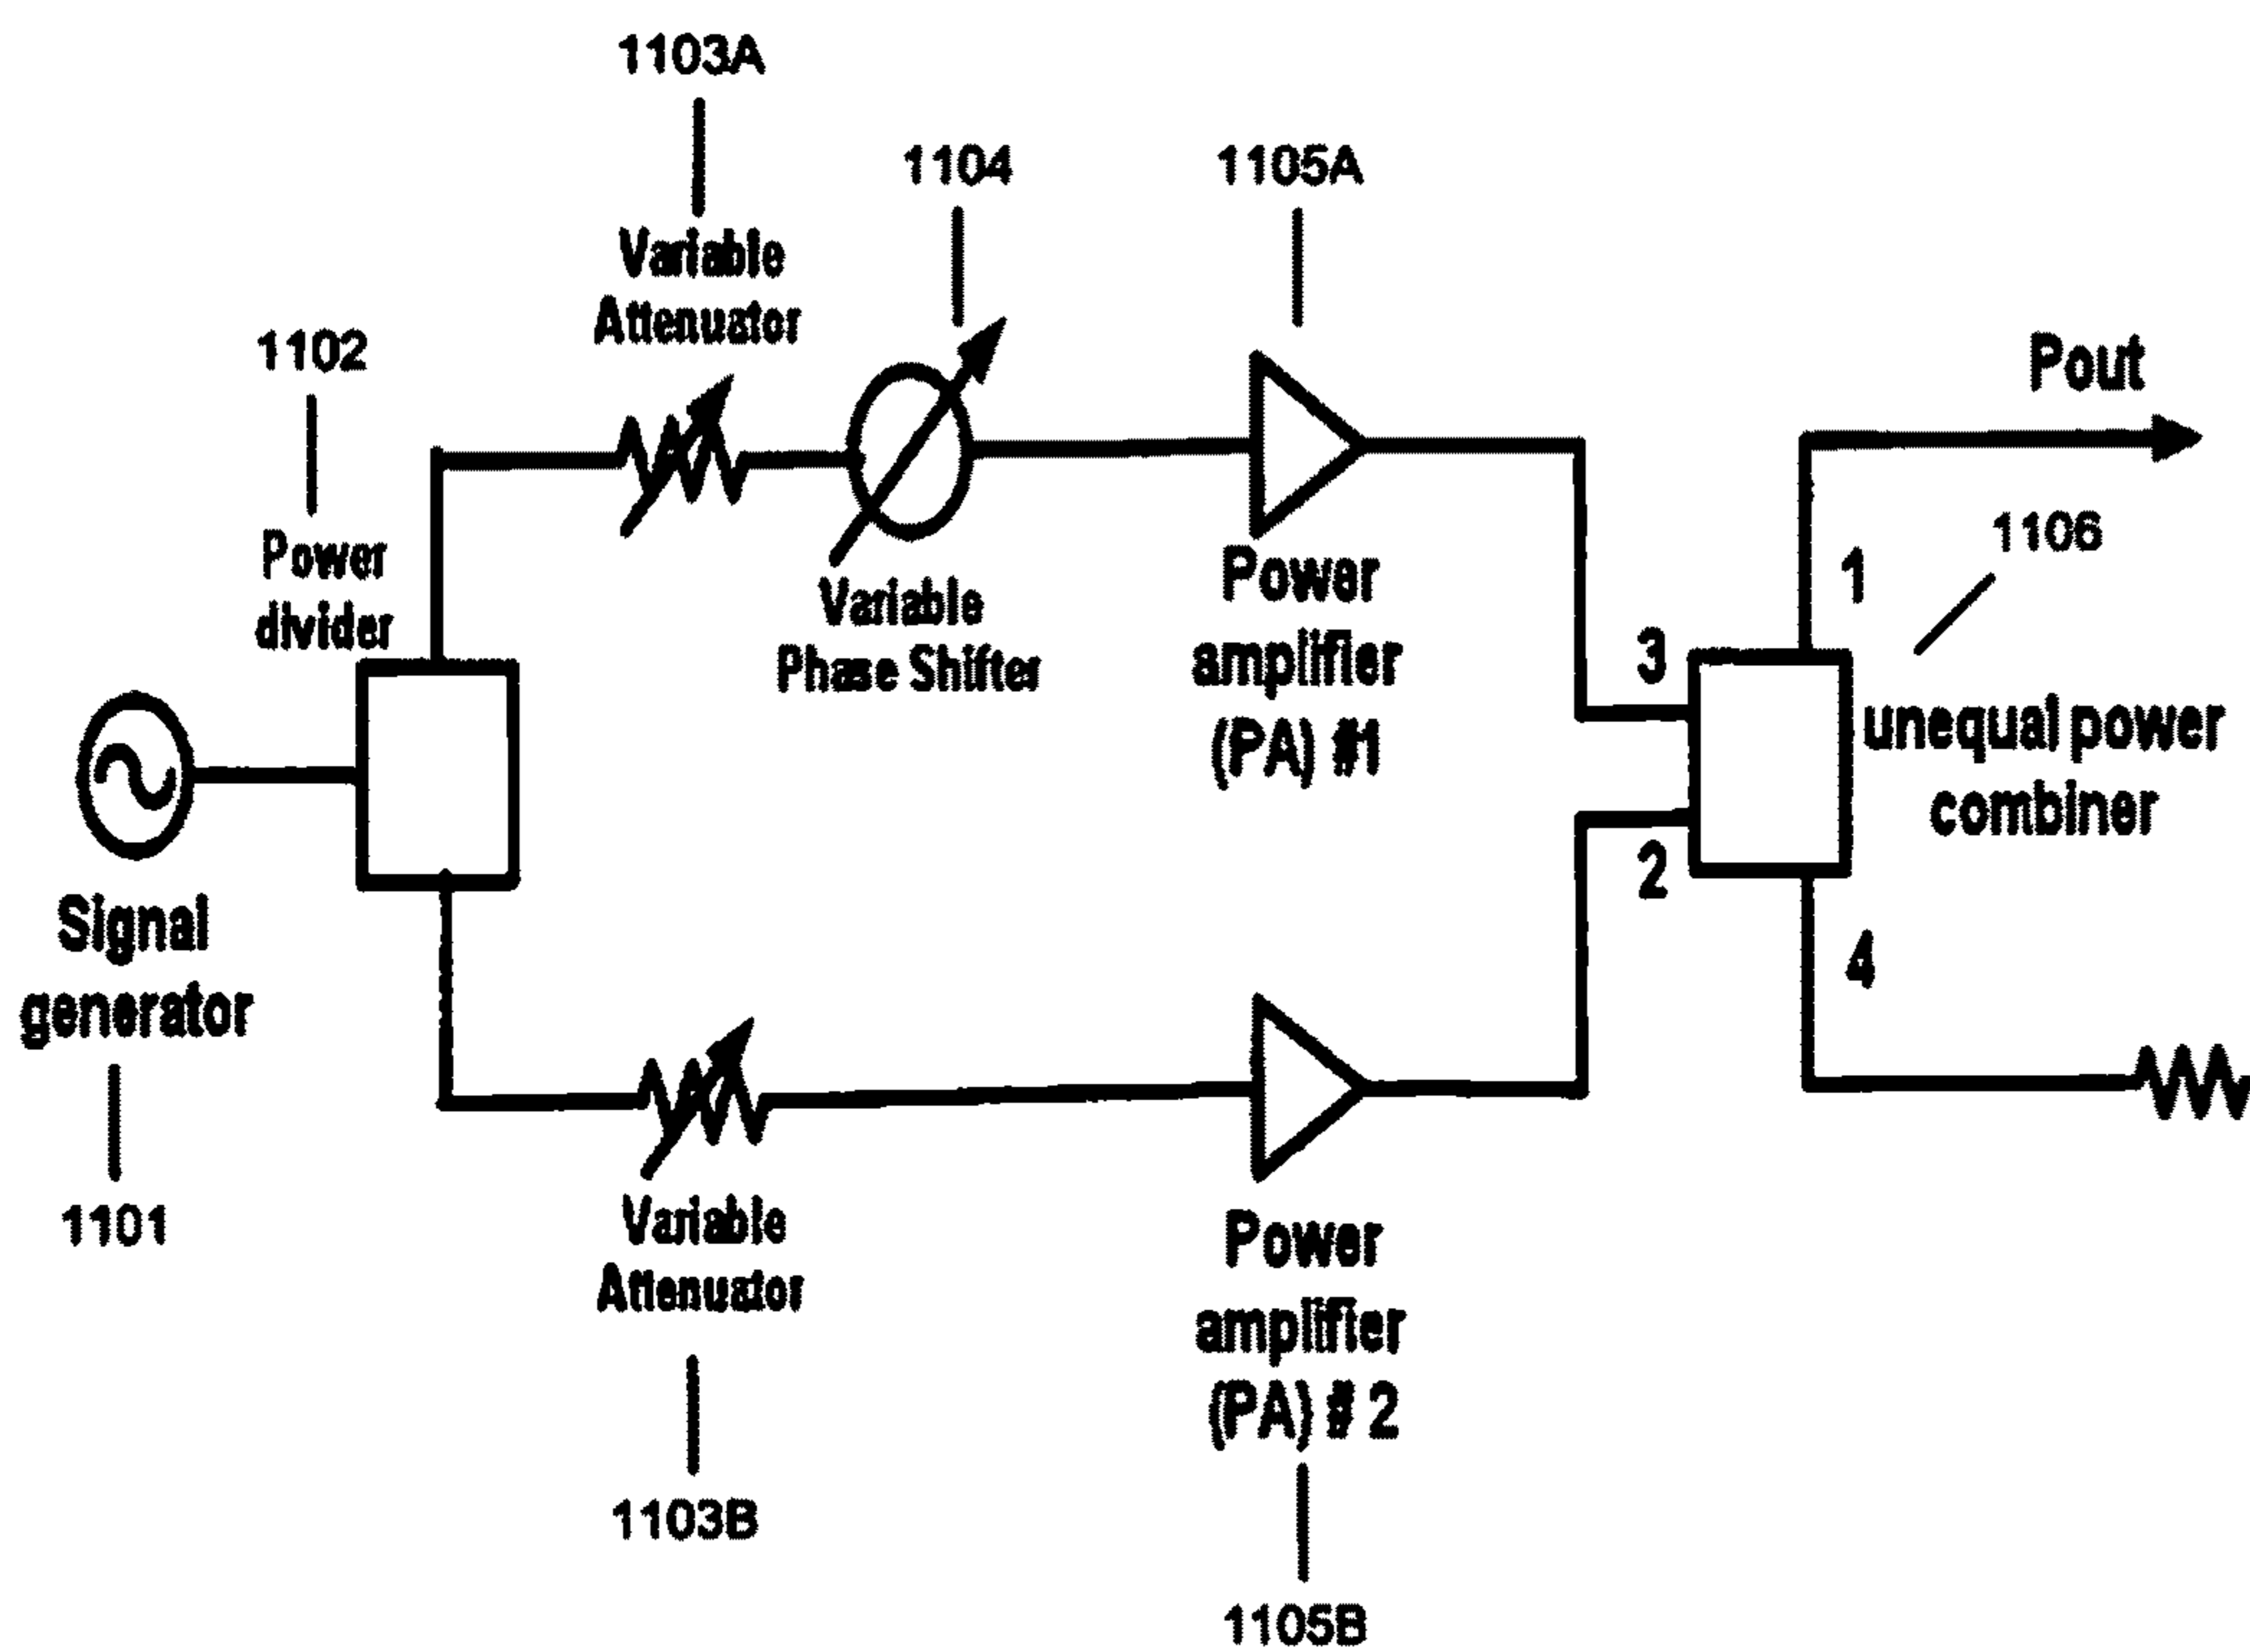 1103A
1104
1105A
Variable
Attenuator
1102
Pout
Power
divider
1106
1
Variable
Phase Shifter
Power
amplifier
(PA) #1
3
unequal power
combiner
2
4
Signal
generator
1101
Variable
Attenuator
Power
amplifier
(PA) # 2
1103B
1105B